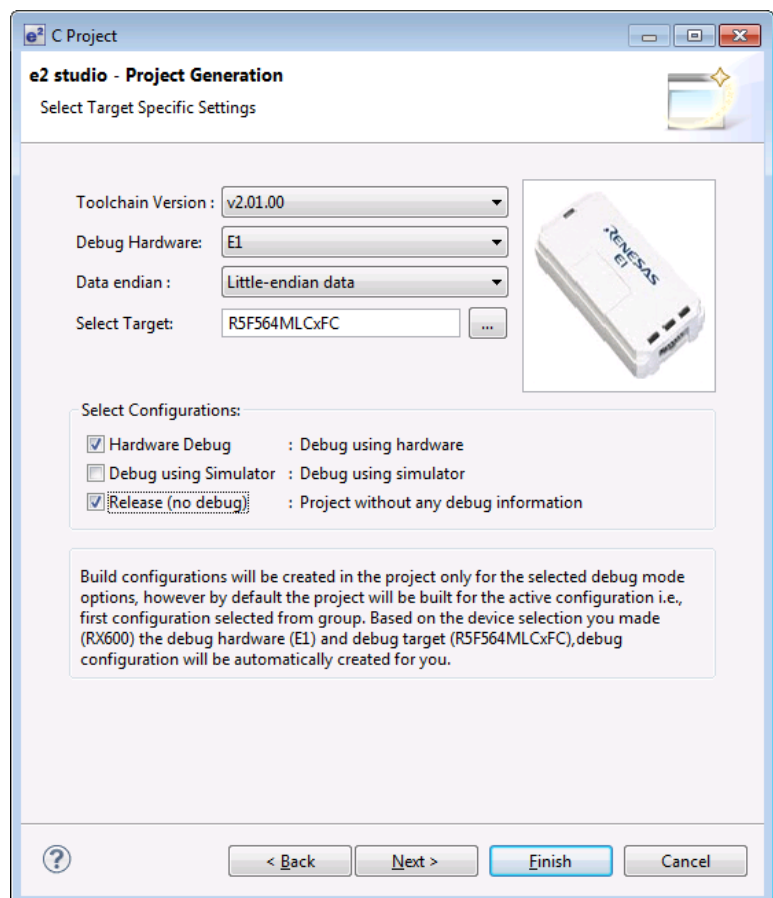 e² C Project
e2 studio - Project Generation
Select Target Specific Settings
Toolchain Version : v2.01.00
Debug Hardware: E1
Data endian : Little-endian data
Select Target: R5F564MLCxFC ...
RENESAS
E1
Select Configurations:
Hardware Debug : Debug using hardware
Debug using Simulator : Debug using simulator
Release (no debug) : Project without any debug information
Build configurations will be created in the project only for the selected debug mode
options, however by default the project will be built for the active configuration i.e.,
first configuration selected from group. Based on the device selection you made
(RX600) the debug hardware (E1) and debug target (R5F564MLCxFC),debug
configuration will be automatically created for you.
? < Back Next > Finish Cancel